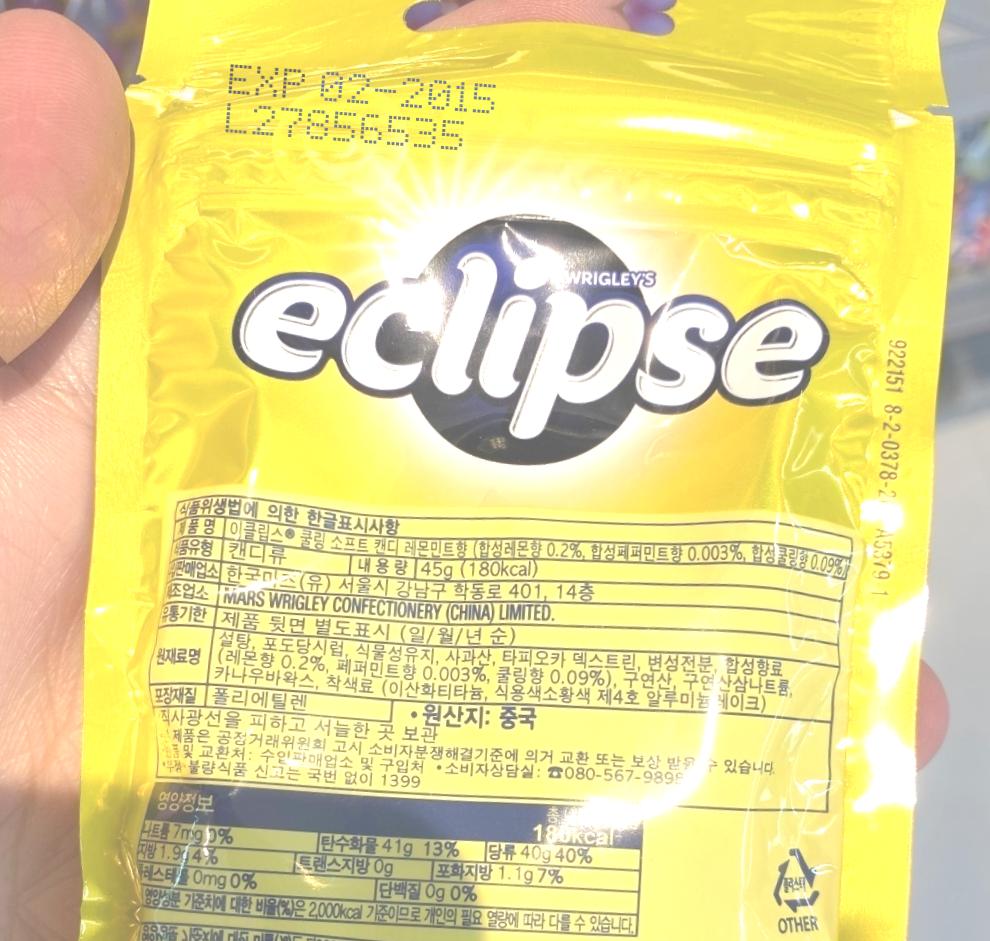 EXP 02-2015
L27856535
WRIGLEY'S
eclipse
922151 8-2-0378-2 A5379 1
식품위생법에 의한 한글표시사항
제품명 이클립스® 쿨링 소프트 캔디 레몬민트향 (합성레몬향 0.2%, 합성페퍼민트향 0.003%, 합성쿨링향 0.09%)
식품유형 캔디류 내용량 45g (180kcal)
판매업소 한국마스(유) 서울시 강남구 학동로 401, 14층
제조업소 MARS WRIGLEY CONFECTIONERY (CHINA) LIMITED.
유통기한 제품 뒷면 별도표시 (일/월/년 순)
원재료명 설탕, 포도당시럽, 식물성유지, 사과산, 타피오카 덱스트린, 변성전분, 합성향료
(레몬향 0.2%, 페퍼민트향 0.003%, 쿨링향 0.09%), 구연산, 구연산삼나트륨,
카나우바왁스, 착색료 (이산화티타늄, 식용색소황색 제4호 알루미늄레이크)
포장재질 폴리에틸렌 •원산지: 중국
직사광선을 피하고 서늘한 곳 보관
제품은 공정거래위원회 고시 소비자분쟁해결기준에 의거 교환 또는 보상 받을 수 있습니다.
반품 및 교환처: 수입판매업소 및 구입처 •소비자상담실: ☎080-567-9898
불량식품 신고는 국번 없이 1399
영양정보
180kcal
나트륨 7mg 0% 탄수화물 41g 13% 당류 40g 40%
지방 1.9g 4% 트랜스지방 0g 포화지방 1.1g 7%
콜레스테롤 0mg 0% 단백질 0g 0%
영양성분 기준치에 대한 비율(%)은 2,000kcal 기준이므로 개인의 필요 열량에 따라 다를 수 있습니다.
플라스틱
OTHER